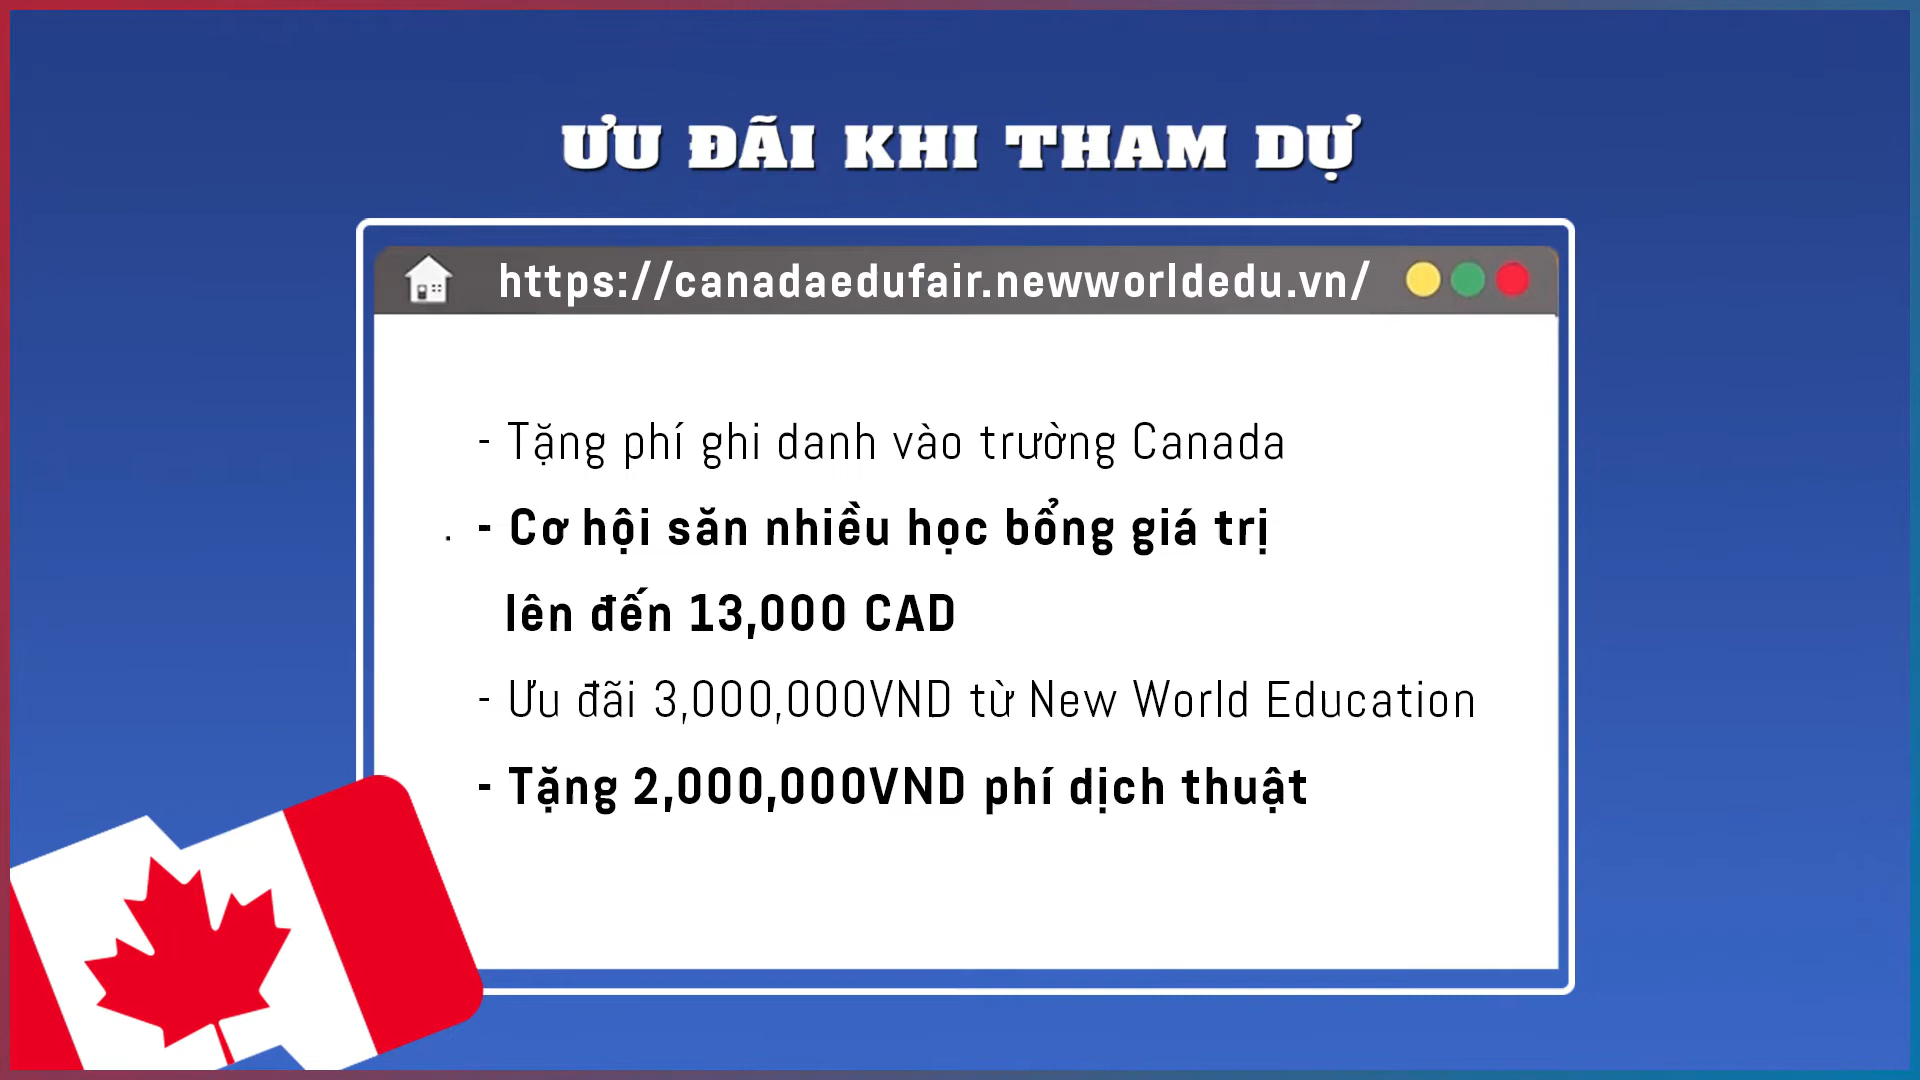 ƯU ĐÃI KHI THAM DỰ
https://canadaedufair.newworldedu.vn/
- Tặng phí ghi danh vào trường Canada
. - Cơ hội săn nhiều học bổng giá trị
lên đến 13,000 CAD
- Ưu đãi 3,000,000VND từ New World Education
- Tặng 2,000,000VND phí dịch thuật